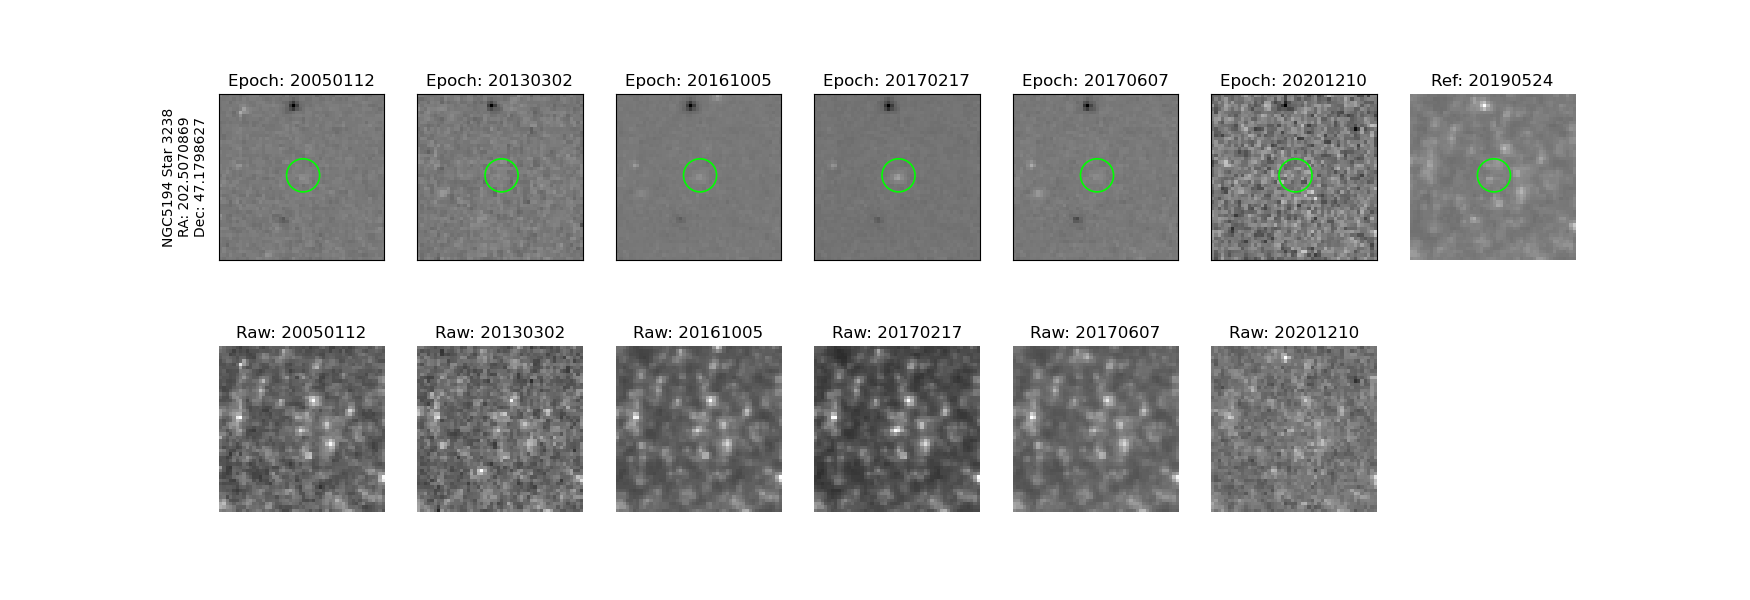 Epoch: 20050112
Epoch: 20130302
Epoch: 20161005
Epoch: 20170217
Epoch: 20170607
Epoch: 20201210
Ref: 20190524
NGC5194 Star 3238
RA: 202.5070869
Dec: 47.1798627
Raw: 20050112
Raw: 20130302
Raw: 20161005
Raw: 20170217
Raw: 20170607
Raw: 20201210